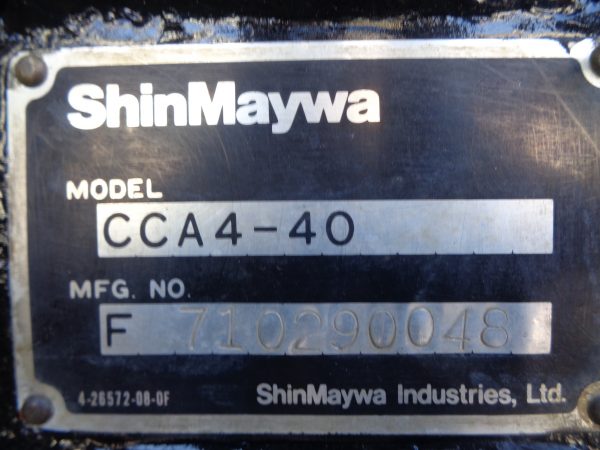 ShinMaywa
MODEL
CCA4-40
MFG. NO.
F 710290048
4-26572-08-0F ShinMaywa Industries, Ltd.